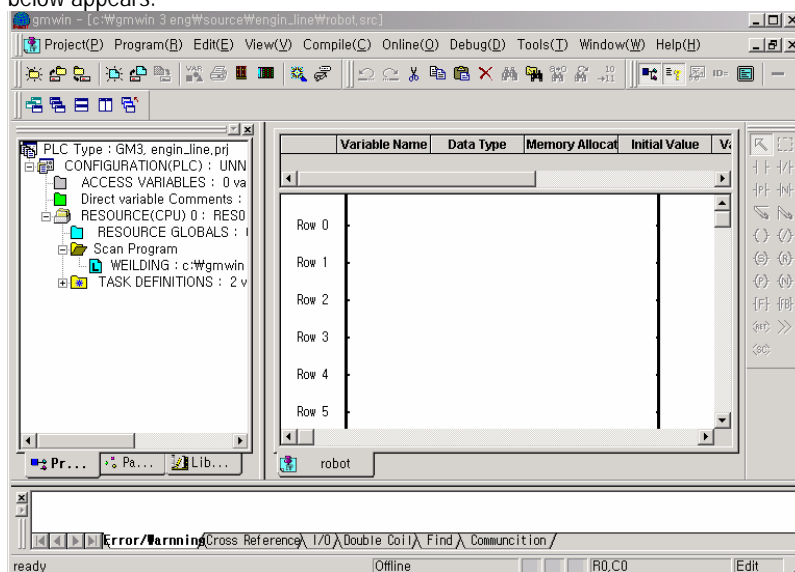 below appears:
gmwin - [c:₩gmwin 3 eng₩source₩engin_line₩robot.src]
Project(P) Program(R) Edit(E) View(V) Compile(C) Online(O) Debug(D) Tools(T) Window(W) Help(H)
PLC Type : GM3, engin_line,prj
CONFIGURATION(PLC) : UNN
ACCESS VARIABLES : 0 va
Direct variable Comments :
RESOURCE(CPU) 0 : RES0
RESOURCE GLOBALS :
Scan Program
WEILDING : c:₩gmwin
TASK DEFINITIONS : 2 v
Variable Name Data Type Memory Allocat Initial Value
Row 0
Row 1
Row 2
Row 3
Row 4
Row 5
Pr... Pa... Lib...
robot
Error/Warnning Cross Reference I/O Double Coil Find Communcition
ready Offline R0,C0 Edit